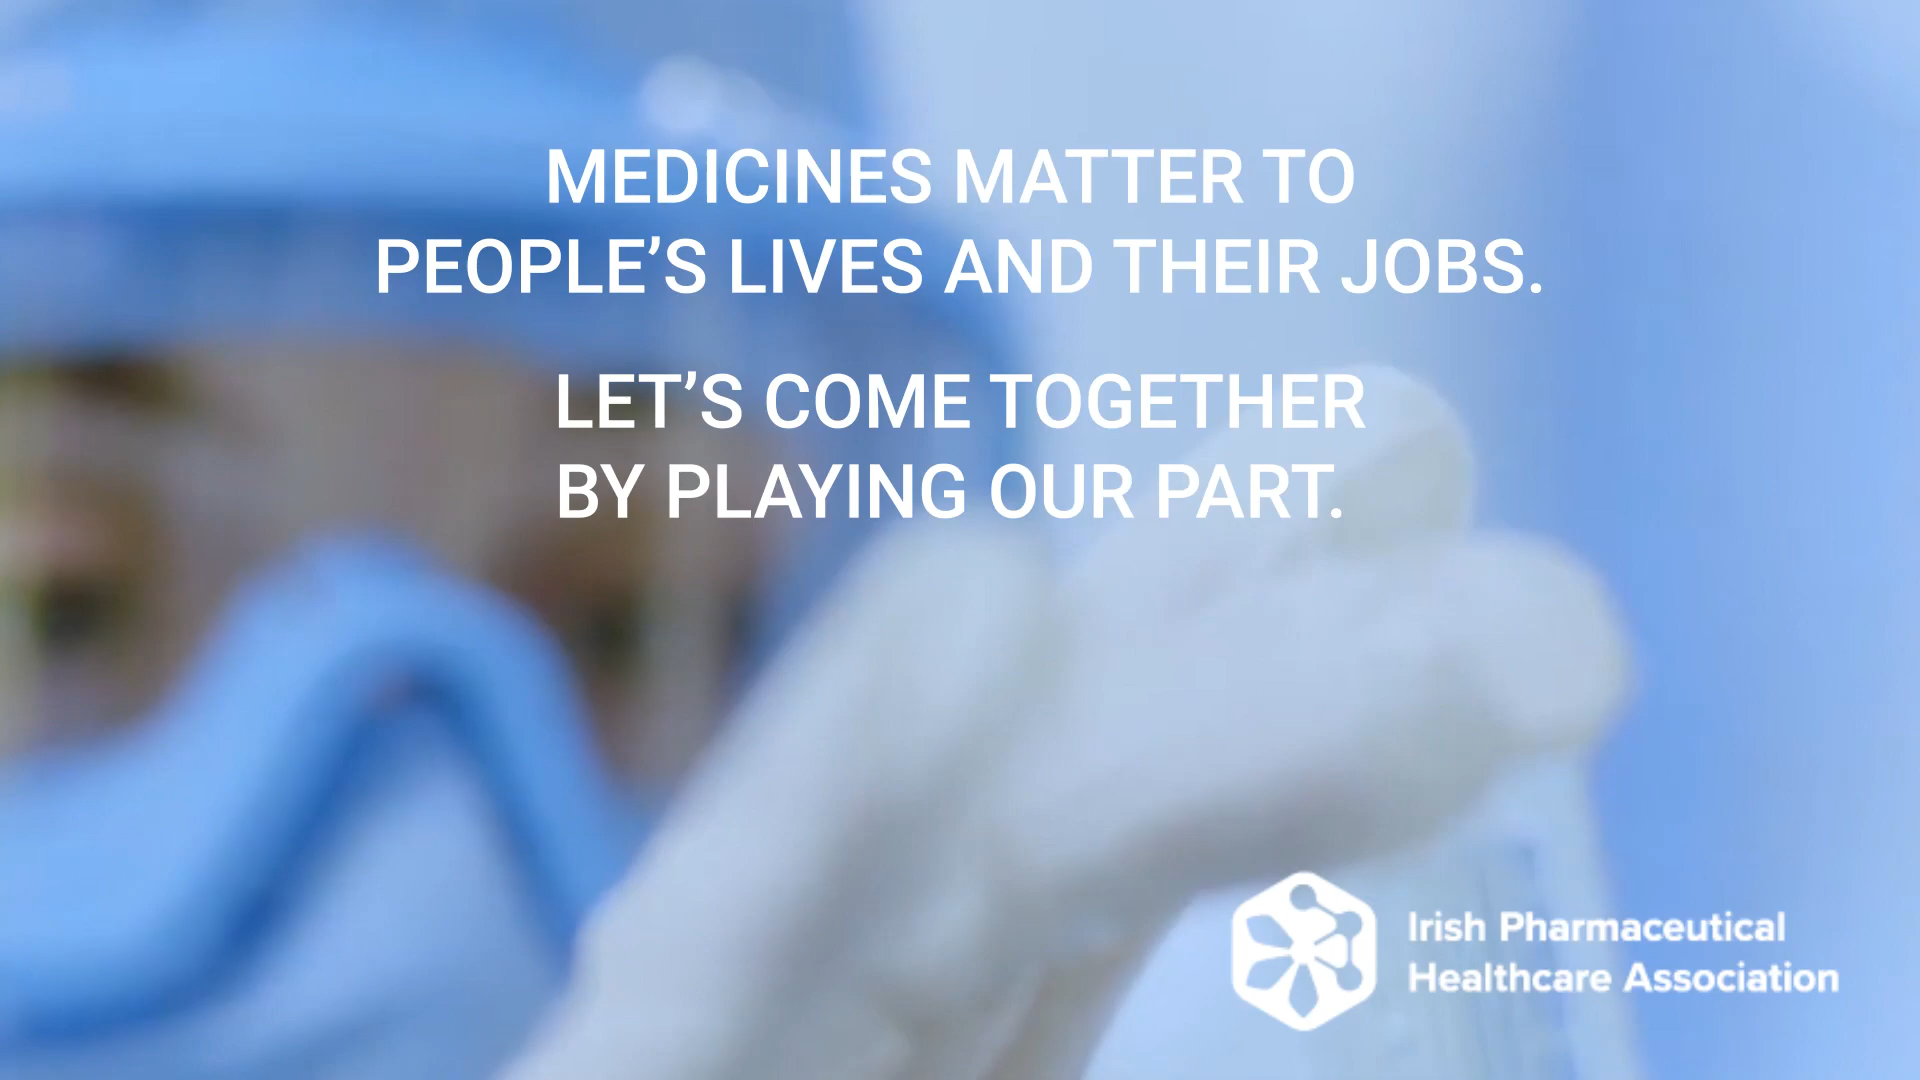 MEDICINES MATTER TO
PEOPLE’S LIVES AND THEIR JOBS.
LET’S COME TOGETHER
BY PLAYING OUR PART.
Irish Pharmaceutical
Healthcare Association